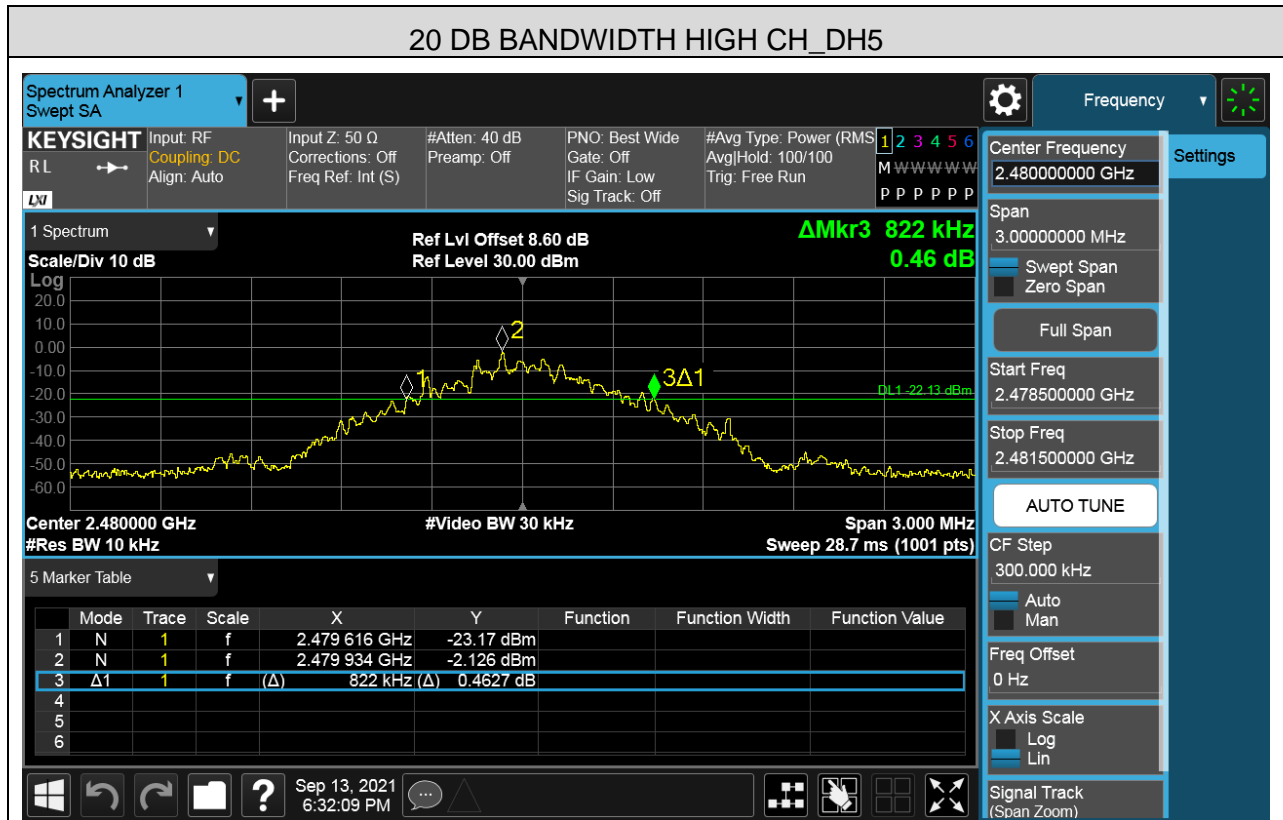 20 DB BANDWIDTH HIGH CH_DH5
Spectrum Analyzer 1
Swept SA
Frequency
KEYSIGHT
RL
LXI
Input: RF
Coupling: DC
Align: Auto
Input Z: 50 Ω
Corrections: Off
Freq Ref: Int (S)
#Atten: 40 dB
Preamp: Off
PNO: Best Wide
Gate: Off
IF Gain: Low
Sig Track: Off
#Avg Type: Power (RMS
Avg|Hold: 100/100
Trig: Free Run
1 2 3 4 5 6
M W W W W W
P P P P P P
1 Spectrum
Scale/Div 10 dB
Ref Lvl Offset 8.60 dB
Ref Level 30.00 dBm
ΔMkr3 822 kHz
0.46 dB
Log
20.0
10.0
0.00
-10.0
-20.0
-30.0
-40.0
-50.0
-60.0
2
1
3Δ1
DL1 -22.13 dBm
Center 2.480000 GHz
#Video BW 30 kHz
Span 3.000 MHz
#Res BW 10 kHz
Sweep 28.7 ms (1001 pts)
5 Marker Table
Mode Trace Scale X Y Function Function Width Function Value
1 N 1 f 2.479 616 GHz -23.17 dBm
2 N 1 f 2.479 934 GHz -2.126 dBm
3 Δ1 1 f (Δ) 822 kHz (Δ) 0.4627 dB
4
5
6
Sep 13, 2021
6:32:09 PM
Center Frequency
2.480000000 GHz
Settings
Span
3.00000000 MHz
Swept Span
Zero Span
Full Span
Start Freq
2.478500000 GHz
Stop Freq
2.481500000 GHz
AUTO TUNE
CF Step
300.000 kHz
Auto
Man
Freq Offset
0 Hz
X Axis Scale
Log
Lin
Signal Track
(Span Zoom)